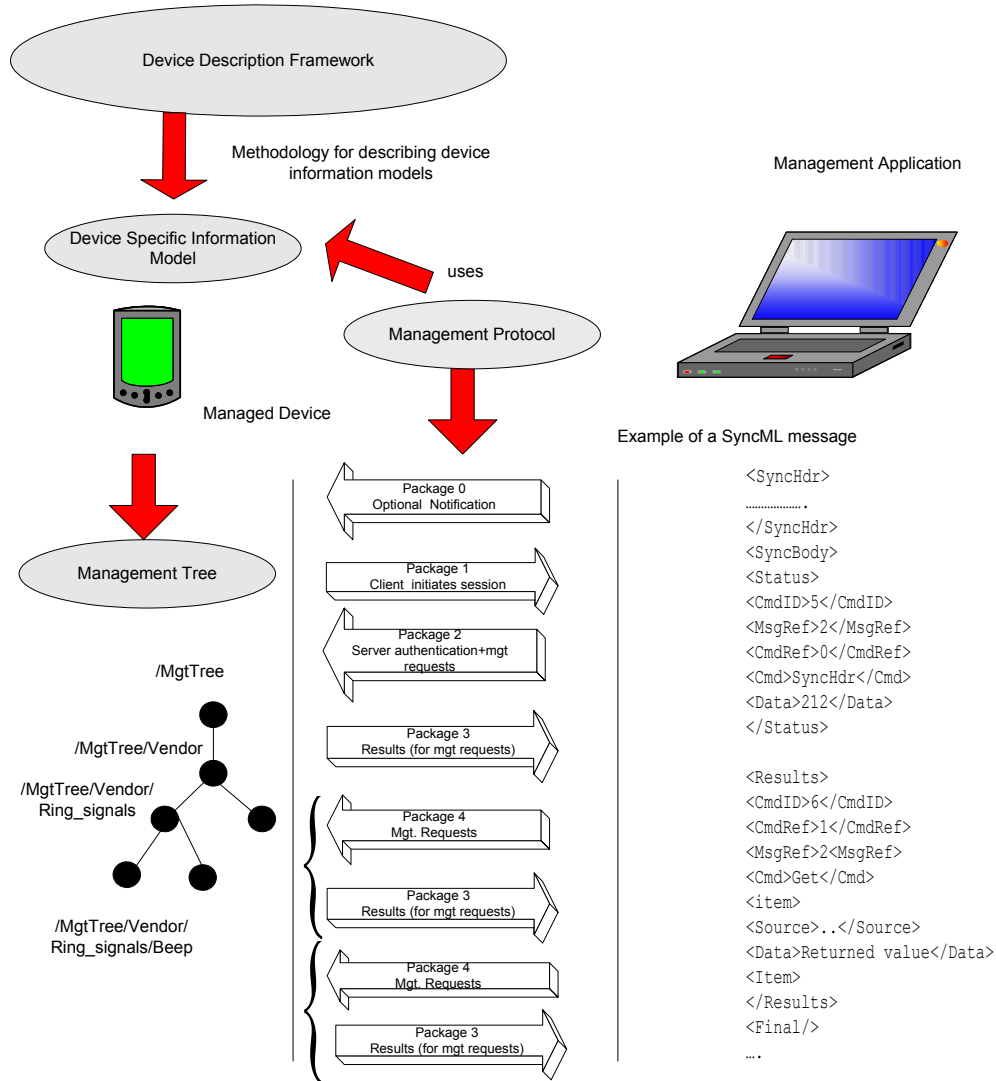 Device Description Framework
Methodology for describing device
information models
Management Application
Device Specific Information
Model
uses
Management Protocol
Managed Device
Example of a SyncML message
Management Tree
/MgtTree
/MgtTree/Vendor
/MgtTree/Vendor/
Ring_signals
/MgtTree/Vendor/
Ring_signals/Beep
Package 0
Optional Notification
Package 1
Client initiates session
Package 2
Server authentication+mgt
requests
Package 3
Results (for mgt requests)
Package 4
Mgt. Requests
Package 3
Results (for mgt requests)
Package 4
Mgt. Requests
Package 3
Results (for mgt requests)
<SyncHdr>
……………….
</SyncHdr>
<SyncBody>
<Status>
<CmdID>5</CmdID>
<MsgRef>2</MsgRef>
<CmdRef>0</CmdRef>
<Cmd>SyncHdr</Cmd>
<Data>212</Data>
</Status>
<Results>
<CmdID>6</CmdID>
<CmdRef>1</CmdRef>
<MsgRef>2<MsgRef>
<Cmd>Get</Cmd>
<item>
<Source>..</Source>
<Data>Returned value</Data>
<Item>
</Results>
<Final/>
….